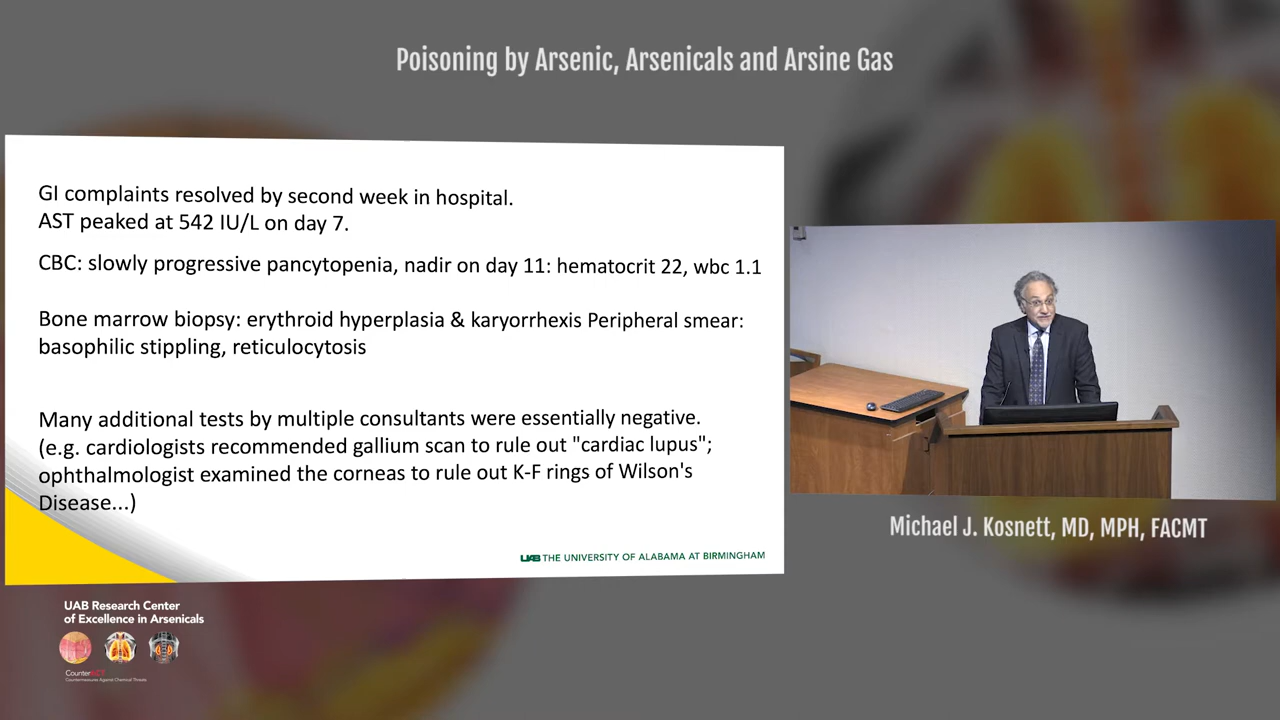 Poisoning by Arsenic, Arsenicals and Arsine Gas
GI complaints resolved by second week in hospital.
AST peaked at 542 IU/L on day 7.
CBC: slowly progressive pancytopenia, nadir on day 11: hematocrit 22, wbc 1.1
Bone marrow biopsy: erythroid hyperplasia & karyorrhexis Peripheral smear:
basophilic stippling, reticulocytosis
Many additional tests by multiple consultants were essentially negative.
(e.g. cardiologists recommended gallium scan to rule out "cardiac lupus";
ophthalmologist examined the corneas to rule out K-F rings of Wilson's
Disease...)
UAB THE UNIVERSITY OF ALABAMA AT BIRMINGHAM
Michael J. Kosnett, MD, MPH, FACMT
UAB Research Center
of Excellence in Arsenicals
CounterACT
Countermeasures Against Chemical Threats